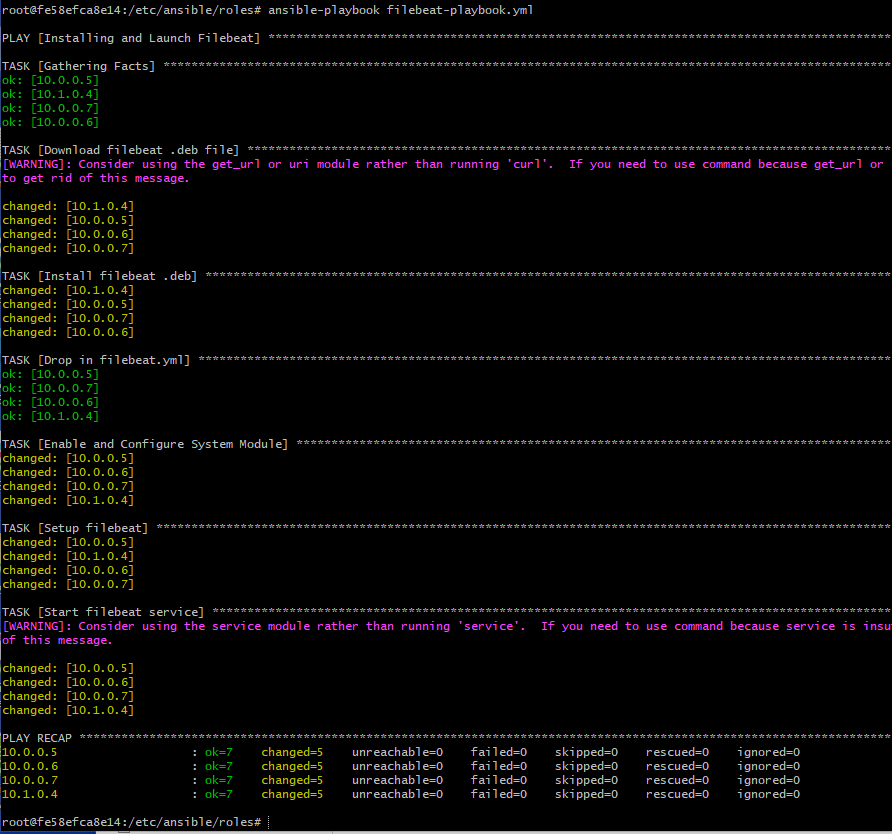 root@fe58efca8e14:/etc/ansible/roles# ansible-playbook filebeat-playbook.yml
PLAY [Installing and Launch Filebeat] *****************************************************************************************
TASK [Gathering Facts] ********************************************************************************************************
ok: [10.0.0.5]
ok: [10.1.0.4]
ok: [10.0.0.7]
ok: [10.0.0.6]
TASK [Download filebeat .deb file] ********************************************************************************************
[WARNING]: Consider using the get_url or uri module rather than running 'curl'.  If you need to use command because get_url or
to get rid of this message.
changed: [10.1.0.4]
changed: [10.0.0.5]
changed: [10.0.0.6]
changed: [10.0.0.7]
TASK [Install filebeat .deb] **************************************************************************************************
changed: [10.1.0.4]
changed: [10.0.0.5]
changed: [10.0.0.7]
changed: [10.0.0.6]
TASK [Drop in filebeat.yml] ***************************************************************************************************
ok: [10.0.0.5]
ok: [10.0.0.7]
ok: [10.0.0.6]
ok: [10.1.0.4]
TASK [Enable and Configure System Module] *************************************************************************************
changed: [10.0.0.5]
changed: [10.0.0.6]
changed: [10.0.0.7]
changed: [10.1.0.4]
TASK [Setup filebeat] *********************************************************************************************************
changed: [10.0.0.5]
changed: [10.1.0.4]
changed: [10.0.0.6]
changed: [10.0.0.7]
TASK [Start filebeat service] *************************************************************************************************
[WARNING]: Consider using the service module rather than running 'service'.  If you need to use command because service is insu
of this message.
changed: [10.0.0.5]
changed: [10.0.0.6]
changed: [10.0.0.7]
changed: [10.1.0.4]
PLAY RECAP ********************************************************************************************************************
10.0.0.5                   : ok=7    changed=5    unreachable=0    failed=0    skipped=0    rescued=0    ignored=0
10.0.0.6                   : ok=7    changed=5    unreachable=0    failed=0    skipped=0    rescued=0    ignored=0
10.0.0.7                   : ok=7    changed=5    unreachable=0    failed=0    skipped=0    rescued=0    ignored=0
10.1.0.4                   : ok=7    changed=5    unreachable=0    failed=0    skipped=0    rescued=0    ignored=0
root@fe58efca8e14:/etc/ansible/roles#